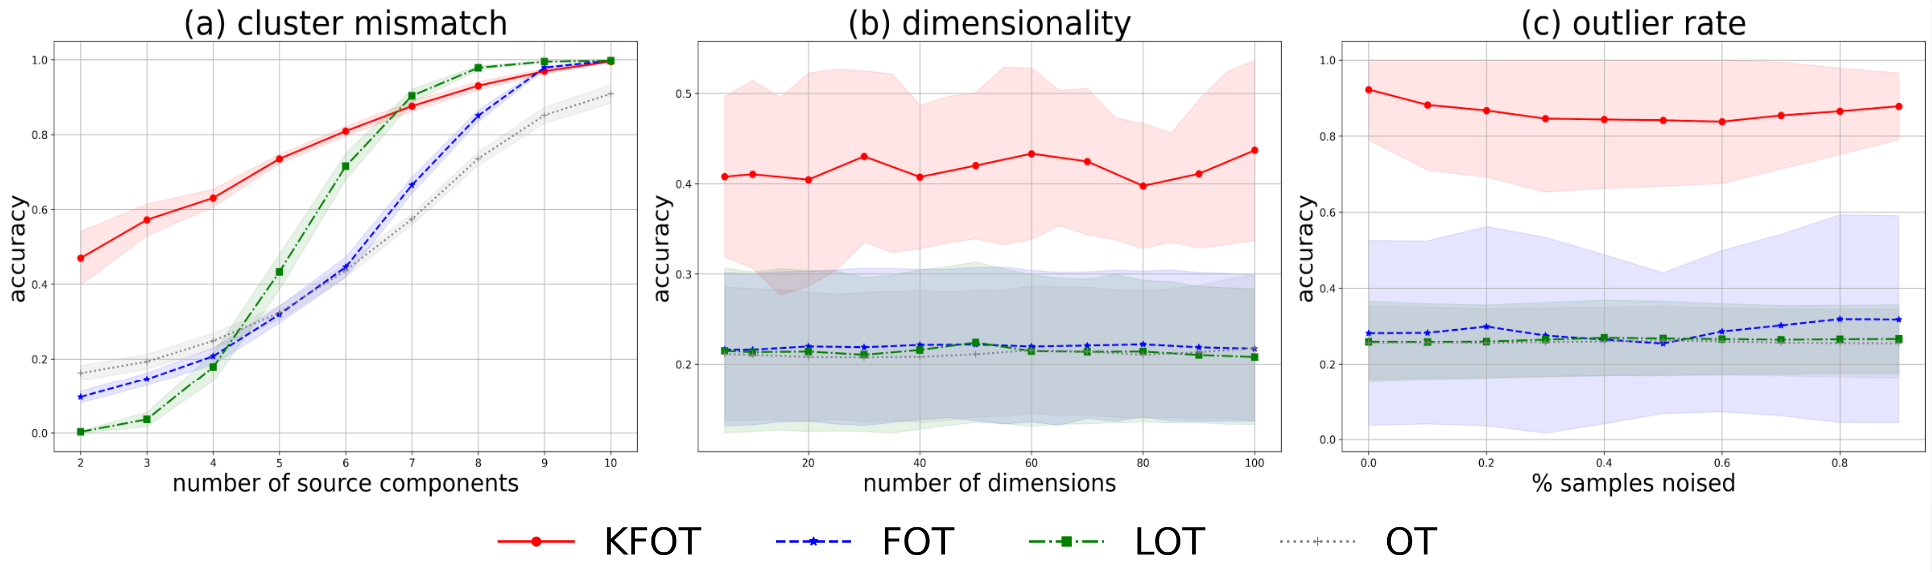 (a) cluster mismatch
1.0
0.8
0.6
0.4
0.2
0.0
accuracy
2 3 4 5 6 7 8 9 10
number of source components
(b) dimensionality
0.5
0.4
0.3
0.2
accuracy
20 40 60 80 100
number of dimensions
(c) outlier rate
1.0
0.8
0.6
0.4
0.2
0.0
accuracy
0.0 0.2 0.4 0.6 0.8
% samples noised
KFOT FOT LOT OT